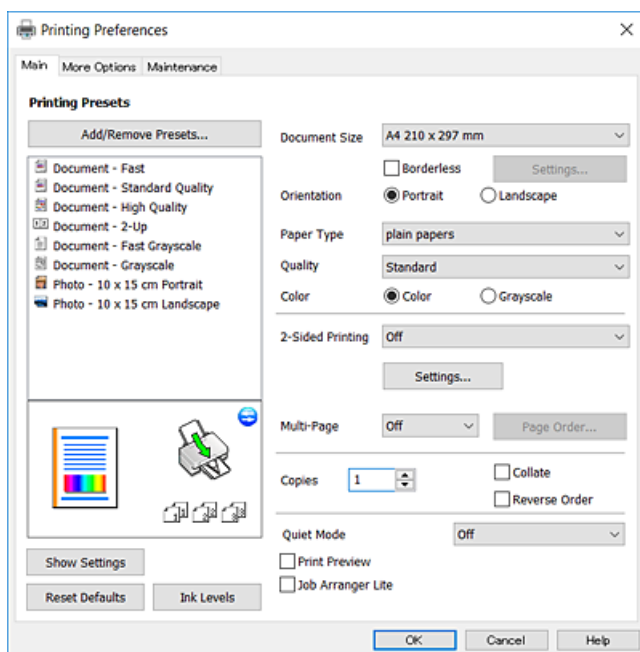 Printing Preferences
Main More Options Maintenance
Printing Presets
Add/Remove Presets...
Document - Fast
Document - Standard Quality
Document - High Quality
Document - 2-Up
Document - Fast Grayscale
Document - Grayscale
Photo - 10 x 15 cm Portrait
Photo - 10 x 15 cm Landscape
Show Settings
Reset Defaults Ink Levels
Document Size A4 210 x 297 mm
Borderless Settings...
Orientation Portrait Landscape
Paper Type plain papers
Quality Standard
Color Color Grayscale
2-Sided Printing Off
Settings...
Multi-Page Off Page Order...
Copies 1 Collate
Reverse Order
Quiet Mode Off
Print Preview
Job Arranger Lite
OK Cancel Help